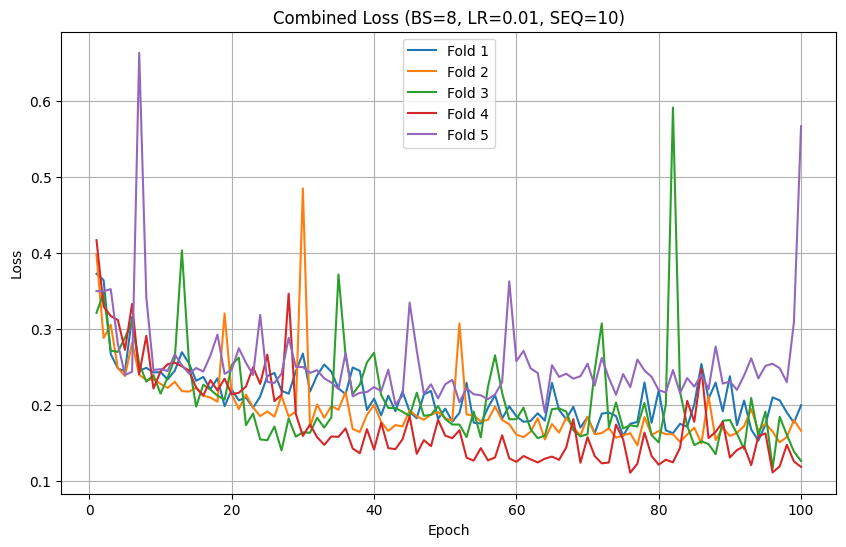 Combined Loss (BS=8, LR=0.01, SEQ=10)
Fold 1
Fold 2
Fold 3
Fold 4
Fold 5
Loss
0.6
0.5
0.4
0.3
0.2
0.1
0 20 40 60 80 100
Epoch